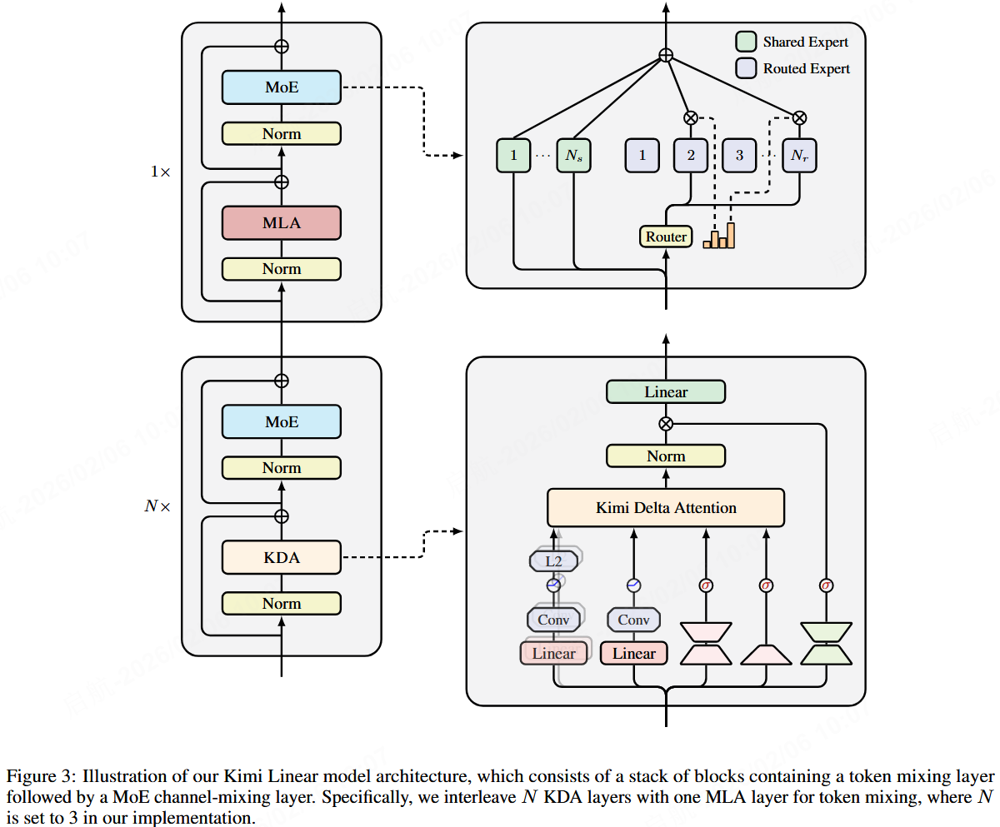 MoE
Norm
1×
MLA
Norm
MoE
Norm
N×
KDA
Norm
Shared Expert
Routed Expert
1 ··· Nₛ 1 2 3 ··· Nᵣ
Router
Linear
Norm
Kimi Delta Attention
L2
σ σ σ
Conv Conv
Linear Linear
Figure 3: Illustration of our Kimi Linear model architecture, which consists of a stack of blocks containing a token mixing layer
followed by a MoE channel-mixing layer. Specifically, we interleave N KDA layers with one MLA layer for token mixing, where N
is set to 3 in our implementation.